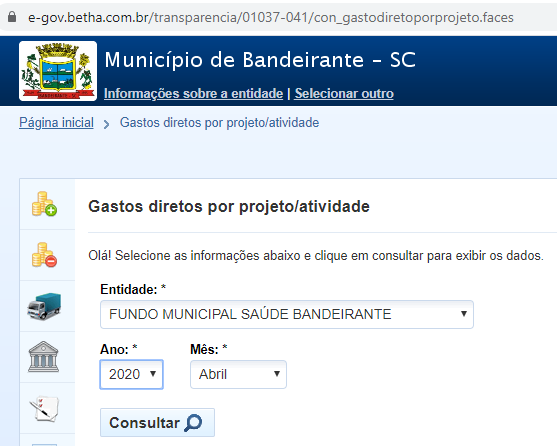 e-gov.betha.com.br/transparencia/01037-041/con_gastodiretoporprojeto.faces
Município de Bandeirante - SC
Informações sobre a entidade | Selecionar outro
Página inicial > Gastos diretos por projeto/atividade
Gastos diretos por projeto/atividade
Olá! Selecione as informações abaixo e clique em consultar para exibir os dados.
Entidade: *
FUNDO MUNICIPAL SAÚDE BANDEIRANTE
Ano: * Mês: *
2020 Abril
Consultar